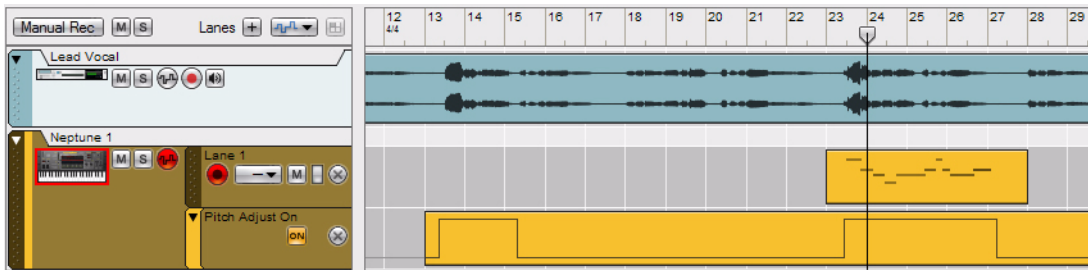 Manual Rec M S Lanes + 12 13 14 15 16 17 18 19 20 21 22 23 24 25 26 27 28 29
4/4
Lead Vocal
M S
Neptune 1
M S Lane 1
M
Pitch Adjust On
ON